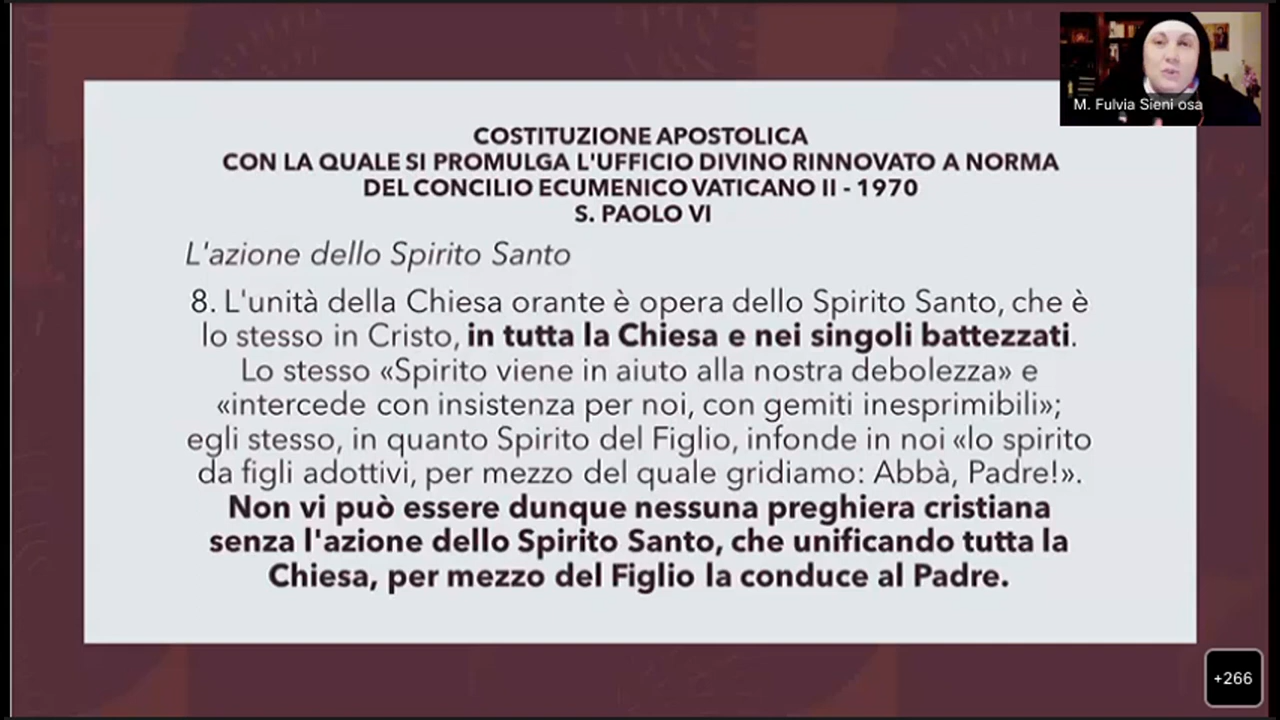 COSTITUZIONE APOSTOLICA
CON LA QUALE SI PROMULGA L'UFFICIO DIVINO RINNOVATO A NORMA
DEL CONCILIO ECUMENICO VATICANO II - 1970
S. PAOLO VI
L'azione dello Spirito Santo
8. L'unità della Chiesa orante è opera dello Spirito Santo, che è
lo stesso in Cristo, in tutta la Chiesa e nei singoli battezzati.
Lo stesso «Spirito viene in aiuto alla nostra debolezza» e
«intercede con insistenza per noi, con gemiti inesprimibili»;
egli stesso, in quanto Spirito del Figlio, infonde in noi «lo spirito
da figli adottivi, per mezzo del quale gridiamo: Abbà, Padre!».
Non vi può essere dunque nessuna preghiera cristiana
senza l'azione dello Spirito Santo, che unificando tutta la
Chiesa, per mezzo del Figlio la conduce al Padre.
M. Fulvia Sieni osa
+266